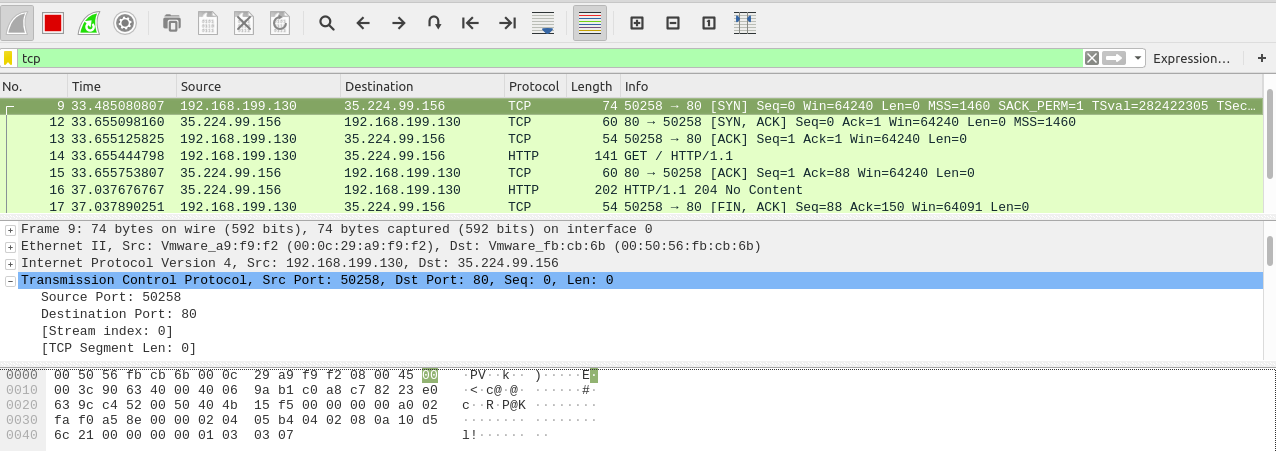 tcp Expression… +
No. Time Source Destination Protocol Length Info
9 33.485080807 192.168.199.130 35.224.99.156 TCP 74 50258 → 80 [SYN] Seq=0 Win=64240 Len=0 MSS=1460 SACK_PERM=1 TSval=282422305 TSec…
12 33.655098160 35.224.99.156 192.168.199.130 TCP 60 80 → 50258 [SYN, ACK] Seq=0 Ack=1 Win=64240 Len=0 MSS=1460
13 33.655125825 192.168.199.130 35.224.99.156 TCP 54 50258 → 80 [ACK] Seq=1 Ack=1 Win=64240 Len=0
14 33.655444798 192.168.199.130 35.224.99.156 HTTP 141 GET / HTTP/1.1
15 33.655753807 35.224.99.156 192.168.199.130 TCP 60 80 → 50258 [ACK] Seq=1 Ack=88 Win=64240 Len=0
16 37.037676767 35.224.99.156 192.168.199.130 HTTP 202 HTTP/1.1 204 No Content
17 37.037890251 192.168.199.130 35.224.99.156 TCP 54 50258 → 80 [FIN, ACK] Seq=88 Ack=150 Win=64091 Len=0
Frame 9: 74 bytes on wire (592 bits), 74 bytes captured (592 bits) on interface 0
Ethernet II, Src: Vmware_a9:f9:f2 (00:0c:29:a9:f9:f2), Dst: Vmware_fb:cb:6b (00:50:56:fb:cb:6b)
Internet Protocol Version 4, Src: 192.168.199.130, Dst: 35.224.99.156
Transmission Control Protocol, Src Port: 50258, Dst Port: 80, Seq: 0, Len: 0
Source Port: 50258
Destination Port: 80
[Stream index: 0]
[TCP Segment Len: 0]
0000 00 50 56 fb cb 6b 00 0c 29 a9 f9 f2 08 00 45 00 ·PV··k·· )·····E·
0010 00 3c 90 63 40 00 40 06 9a b1 c0 a8 c7 82 23 e0 ·<·c@·@· ······#·
0020 63 9c c4 52 00 50 40 4b 15 f5 00 00 00 00 a0 02 c··R·P@K ········
0030 fa f0 a5 8e 00 00 02 04 05 b4 04 02 08 0a 10 d5 ········ ········
0040 6c 21 00 00 00 00 01 03 03 07 l!······ ··